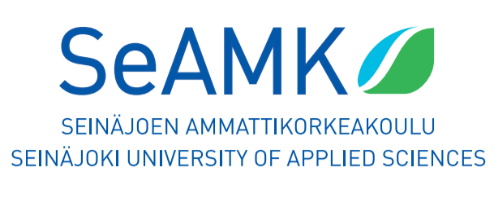 SeAMK
SEINÄJOEN AMMATTIKORKEAKOULU
SEINÄJOKI UNIVERSITY OF APPLIED SCIENCES